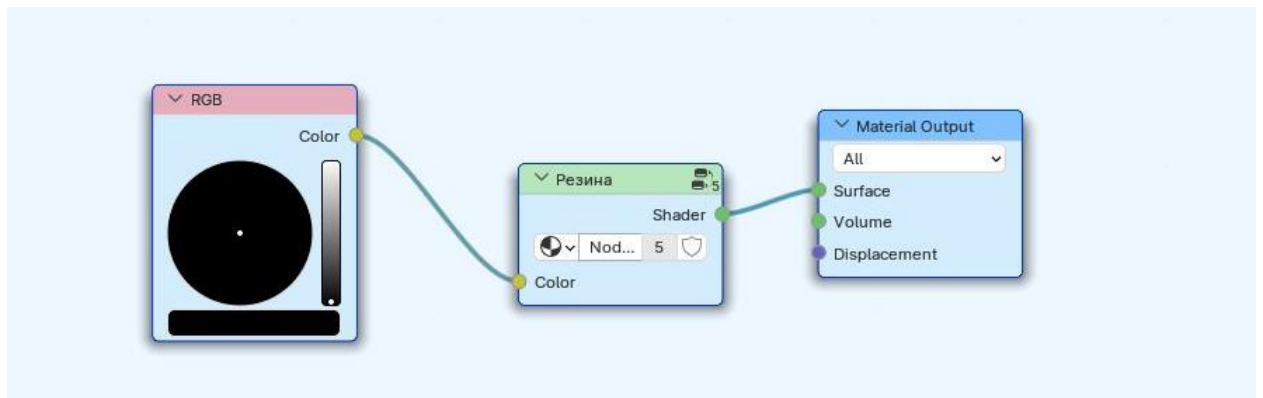 RGB
Color
Резина
5
Shader
Nod...
5
Color
Material Output
All
Surface
Volume
Displacement